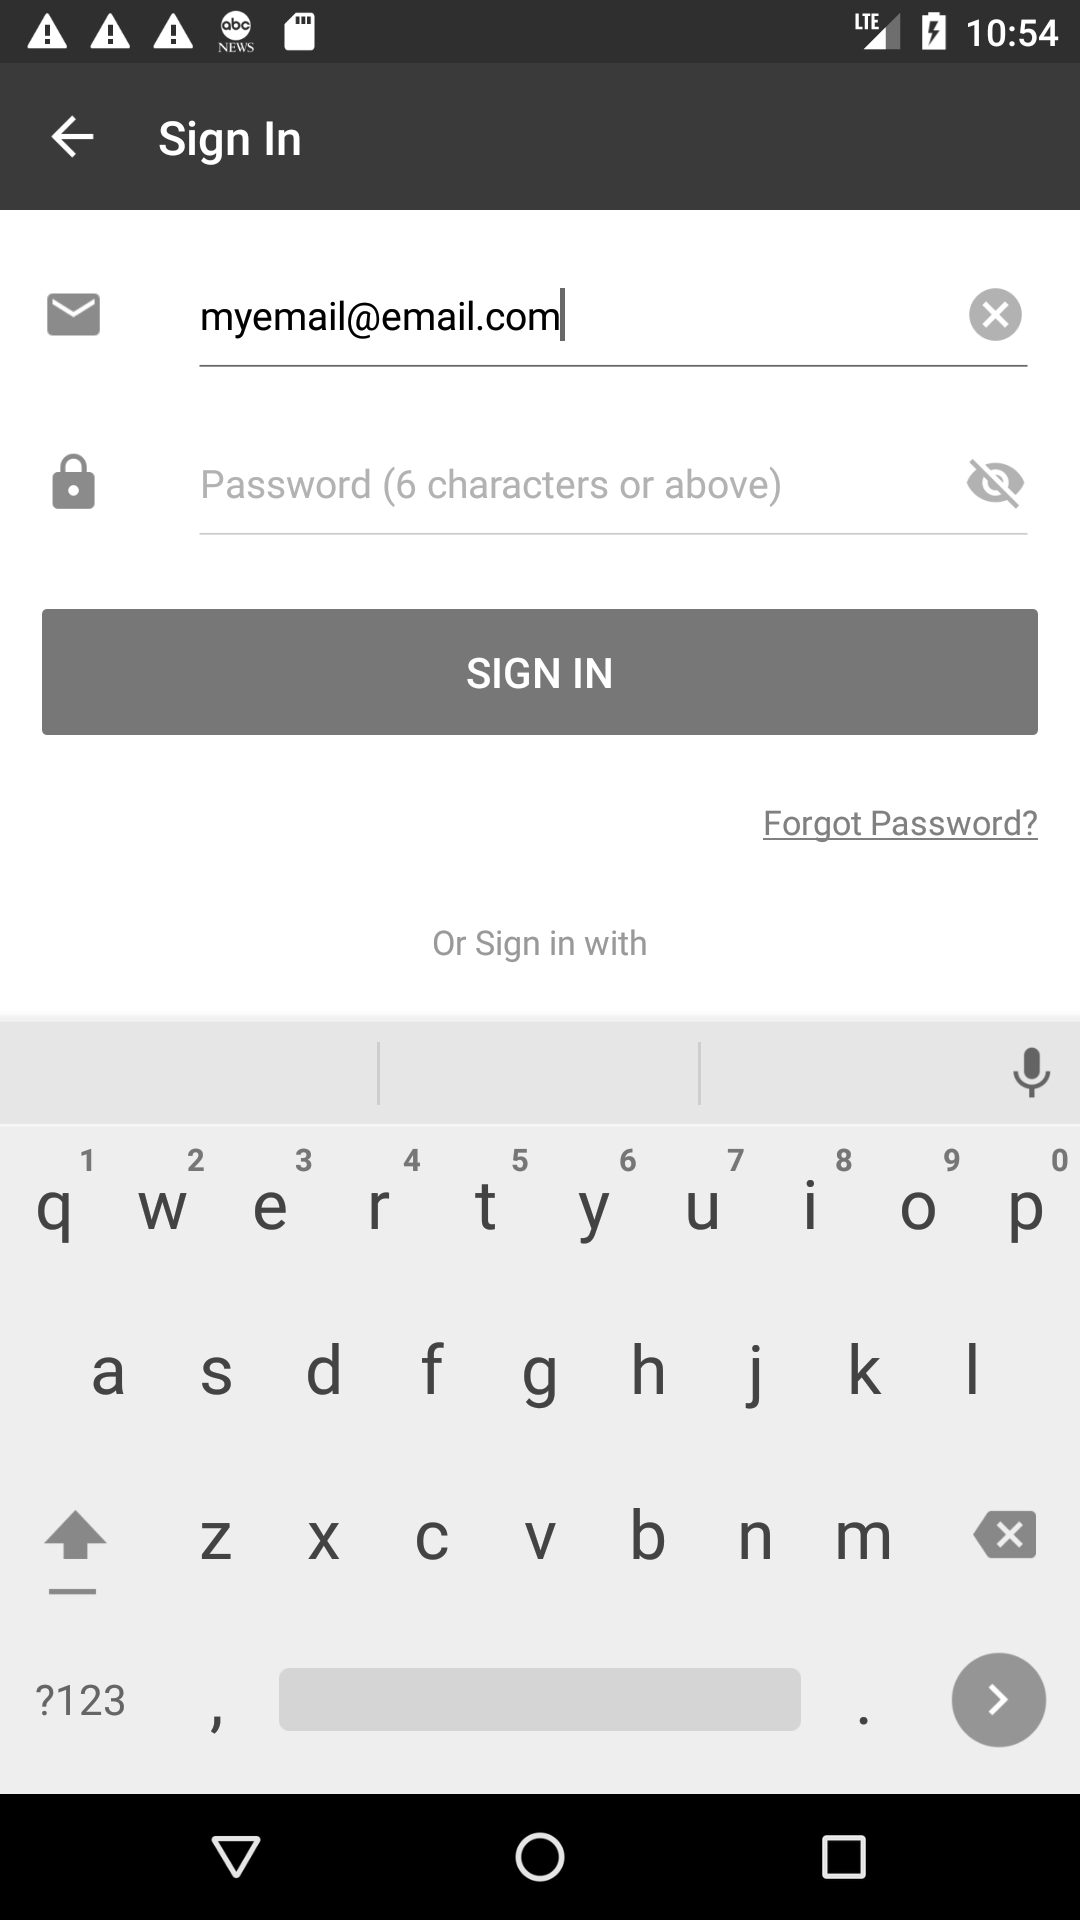 abc
NEWS
LTE
10:54
Sign In
myemail@email.com
Password (6 characters or above)
SIGN IN
Forgot Password?
Or Sign in with
1 2 3 4 5 6 7 8 9 0
q w e r t y u i o p
a s d f g h j k l
z x c v b n m
?123 , .